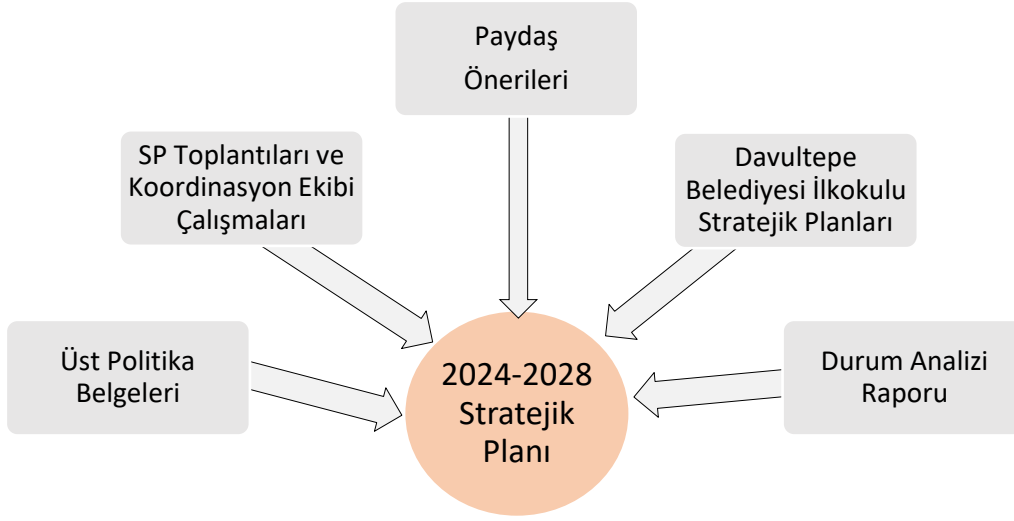 Paydaş
Önerileri
SP Toplantıları ve
Koordinasyon Ekibi
Çalışmaları
Davultepe
Belediyesi İlkokulu
Stratejik Planları
Üst Politika
Belgeleri
2024-2028
Stratejik
Planı
Durum Analizi
Raporu